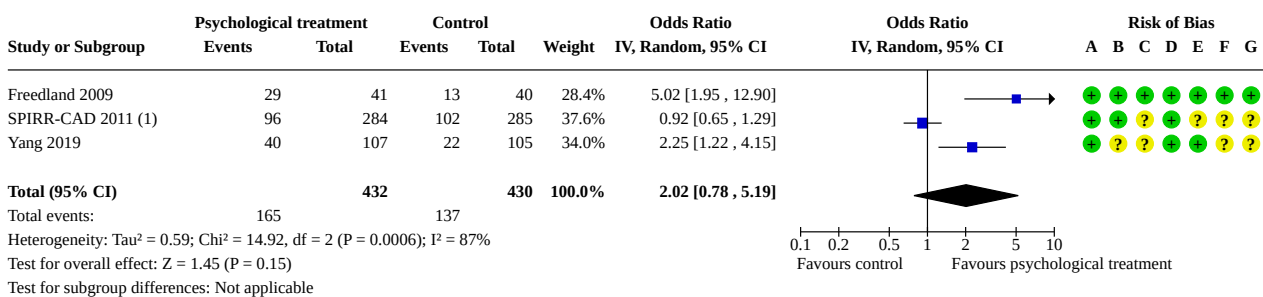 Psychological treatment Control Odds Ratio Odds Ratio Risk of Bias
Study or Subgroup Events Total Events Total Weight IV, Random, 95% CI IV, Random, 95% CI A B C D E F G
Freedland 2009 29 41 13 40 28.4% 5.02 [1.95 , 12.90] + + + + + + +
SPIRR-CAD 2011 (1) 96 284 102 285 37.6% 0.92 [0.65 , 1.29] + + ? + ? ? ?
Yang 2019 40 107 22 105 34.0% 2.25 [1.22 , 4.15] + ? ? + + ? ?
Total (95% CI) 432 430 100.0% 2.02 [0.78 , 5.19]
Total events: 165 137
Heterogeneity: Tau² = 0.59; Chi² = 14.92, df = 2 (P = 0.0006); I² = 87%
0.1 0.2 0.5 1 2 5 10
Test for overall effect: Z = 1.45 (P = 0.15) Favours control Favours psychological treatment
Test for subgroup differences: Not applicable